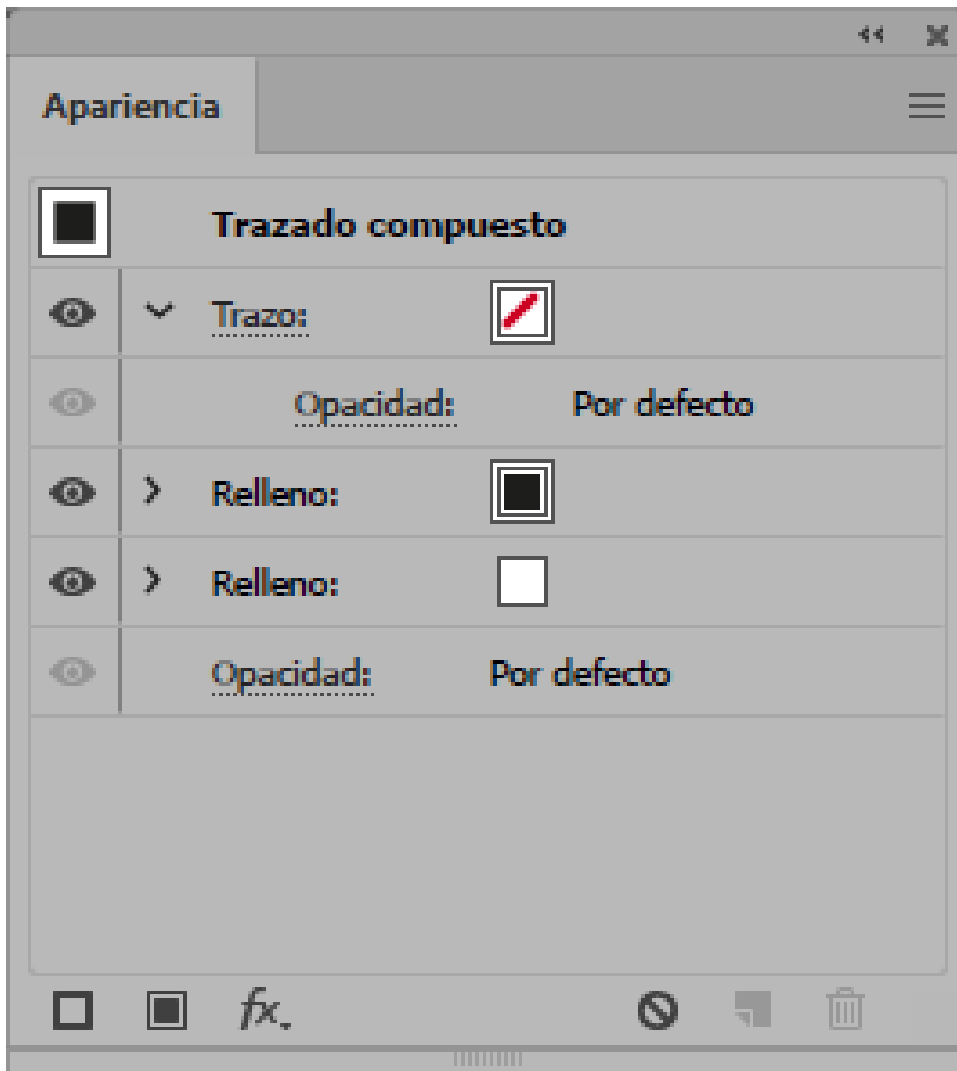 Apariencia
Trazado compuesto
Trazo:
Opacidad: Por defecto
Relleno:
Relleno:
Opacidad: Por defecto
fx.